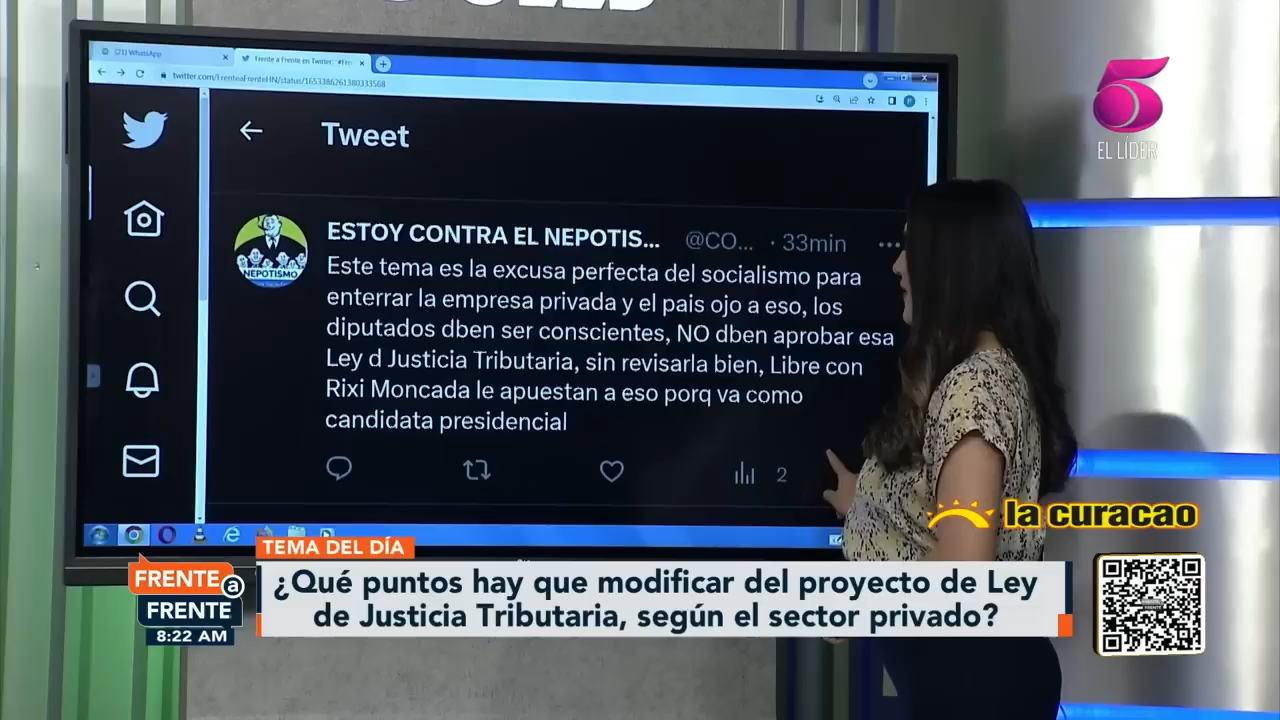 (21) WhatsApp
Frente a Frente en Twitter: "#Fre
twitter.com/FrenteaFrenteHN/status/1653386261380333568
5
EL LÍDER
Tweet
ESTOY CONTRA EL NEPOTIS... @CO... · 33min
NEPOTISMO
Este tema es la excusa perfecta del socialismo para
enterrar la empresa privada y el pais ojo a eso, los
diputados dben ser conscientes, NO dben aprobar esa
Ley d Justicia Tributaria, sin revisarla bien, Libre con
Rixi Moncada le apuestan a eso porq va como
candidata presidencial
2
la curacao
TEMA DEL DÍA
FRENTE a
FRENTE
8:22 AM
¿Qué puntos hay que modificar del proyecto de Ley
de Justicia Tributaria, según el sector privado?